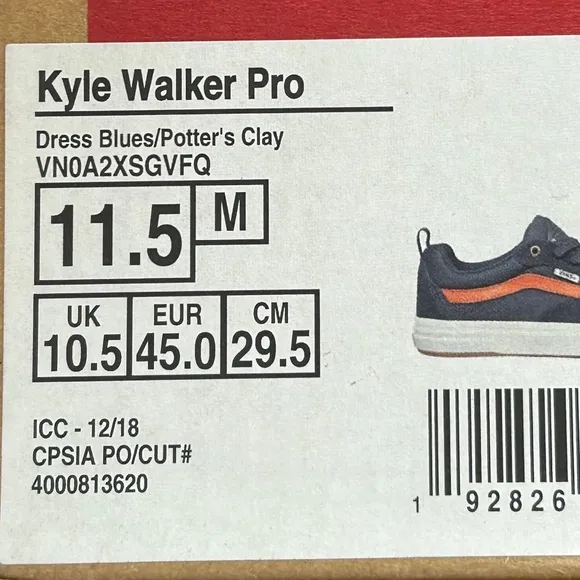 Kyle Walker Pro
Dress Blues/Potter's Clay
VN0A2XSGVFQ
11.5 M
UK EUR CM
10.5 45.0 29.5
ICC - 12/18
CPSIA PO/CUT#
4000813620
1 92826